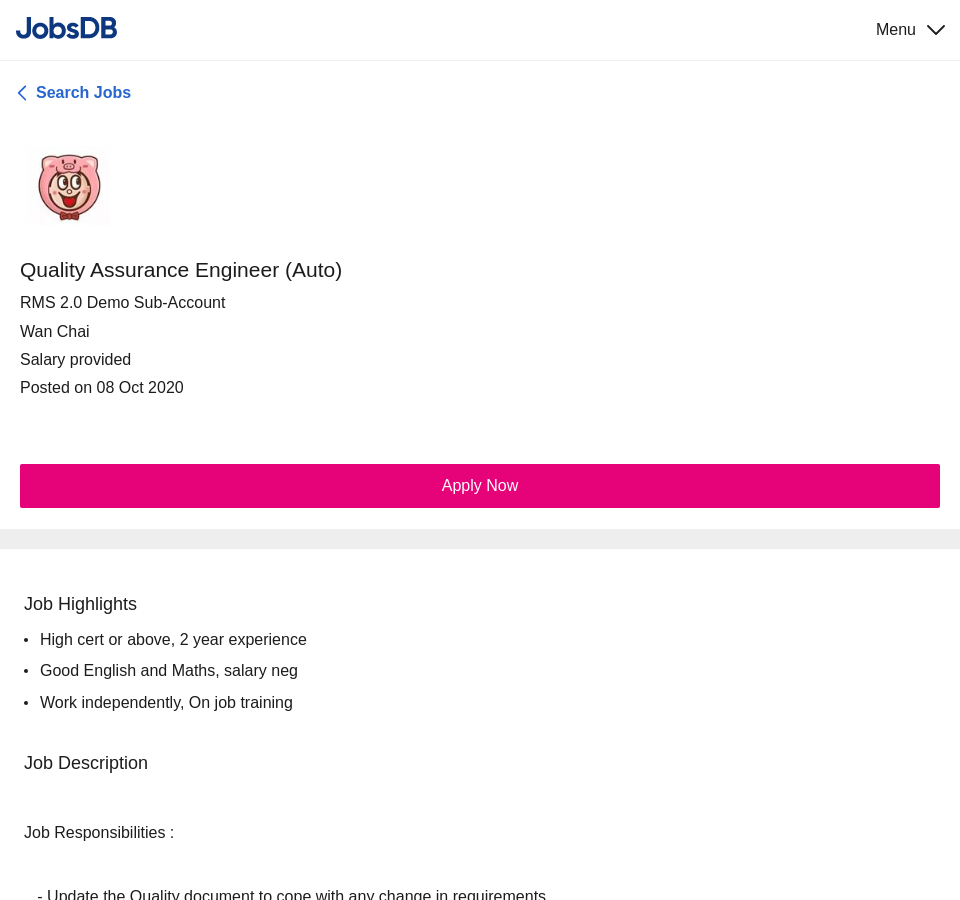 JobsDB
Menu
Search Jobs
Quality Assurance Engineer (Auto)
RMS 2.0 Demo Sub-Account
Wan Chai
Salary provided
Posted on 08 Oct 2020
Apply Now
Job Highlights
• High cert or above, 2 year experience
• Good English and Maths, salary neg
• Work independently, On job training
Job Description
Job Responsibilities :
- Update the Quality document to cope with any change in requirements